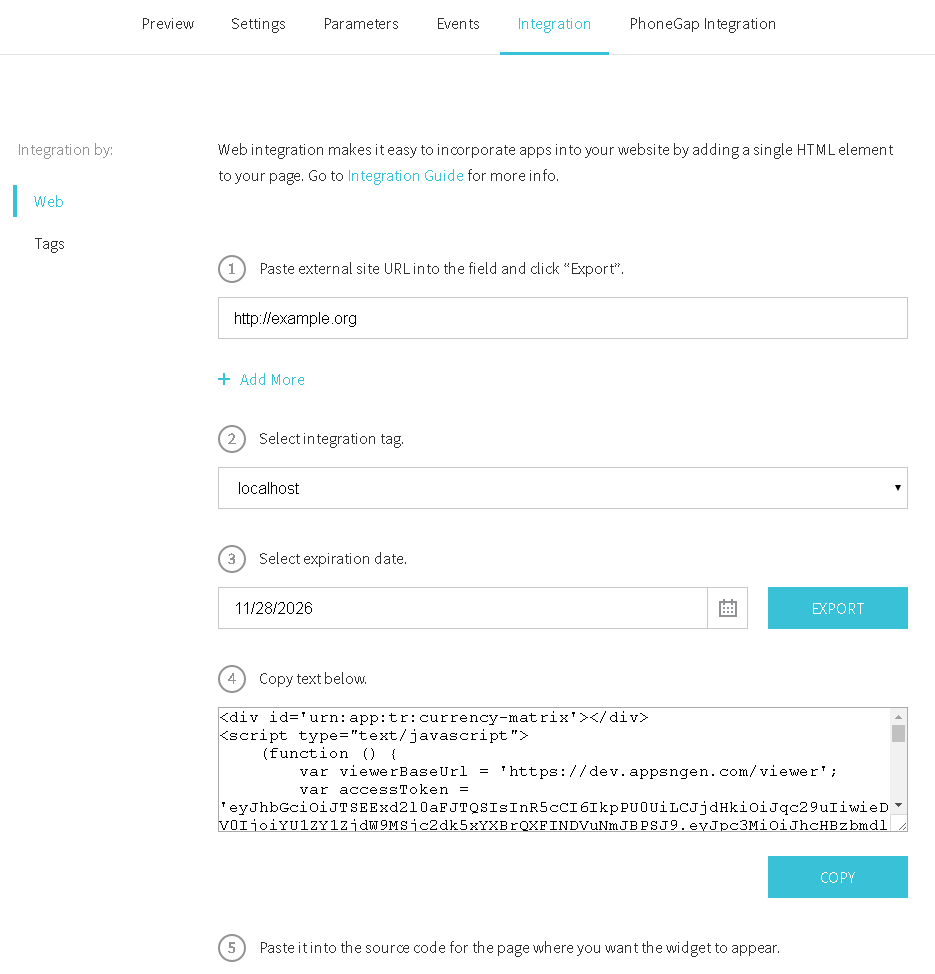 Preview Settings Parameters Events Integration PhoneGap Integration
Integration by:
Web
Tags
Web integration makes it easy to incorporate apps into your website by adding a single HTML element
to your page. Go to Integration Guide for more info.
1 Paste external site URL into the field and click “Export”.
http://example.org
+ Add More
2 Select integration tag.
localhost
3 Select expiration date.
11/28/2026
EXPORT
4 Copy text below.
<div id='urn:app:tr:currency-matrix'></div>
<script type="text/javascript">
(function () {
var viewerBaseUrl = 'https://dev.appsngen.com/viewer';
var accessToken =
COPY
5 Paste it into the source code for the page where you want the widget to appear.